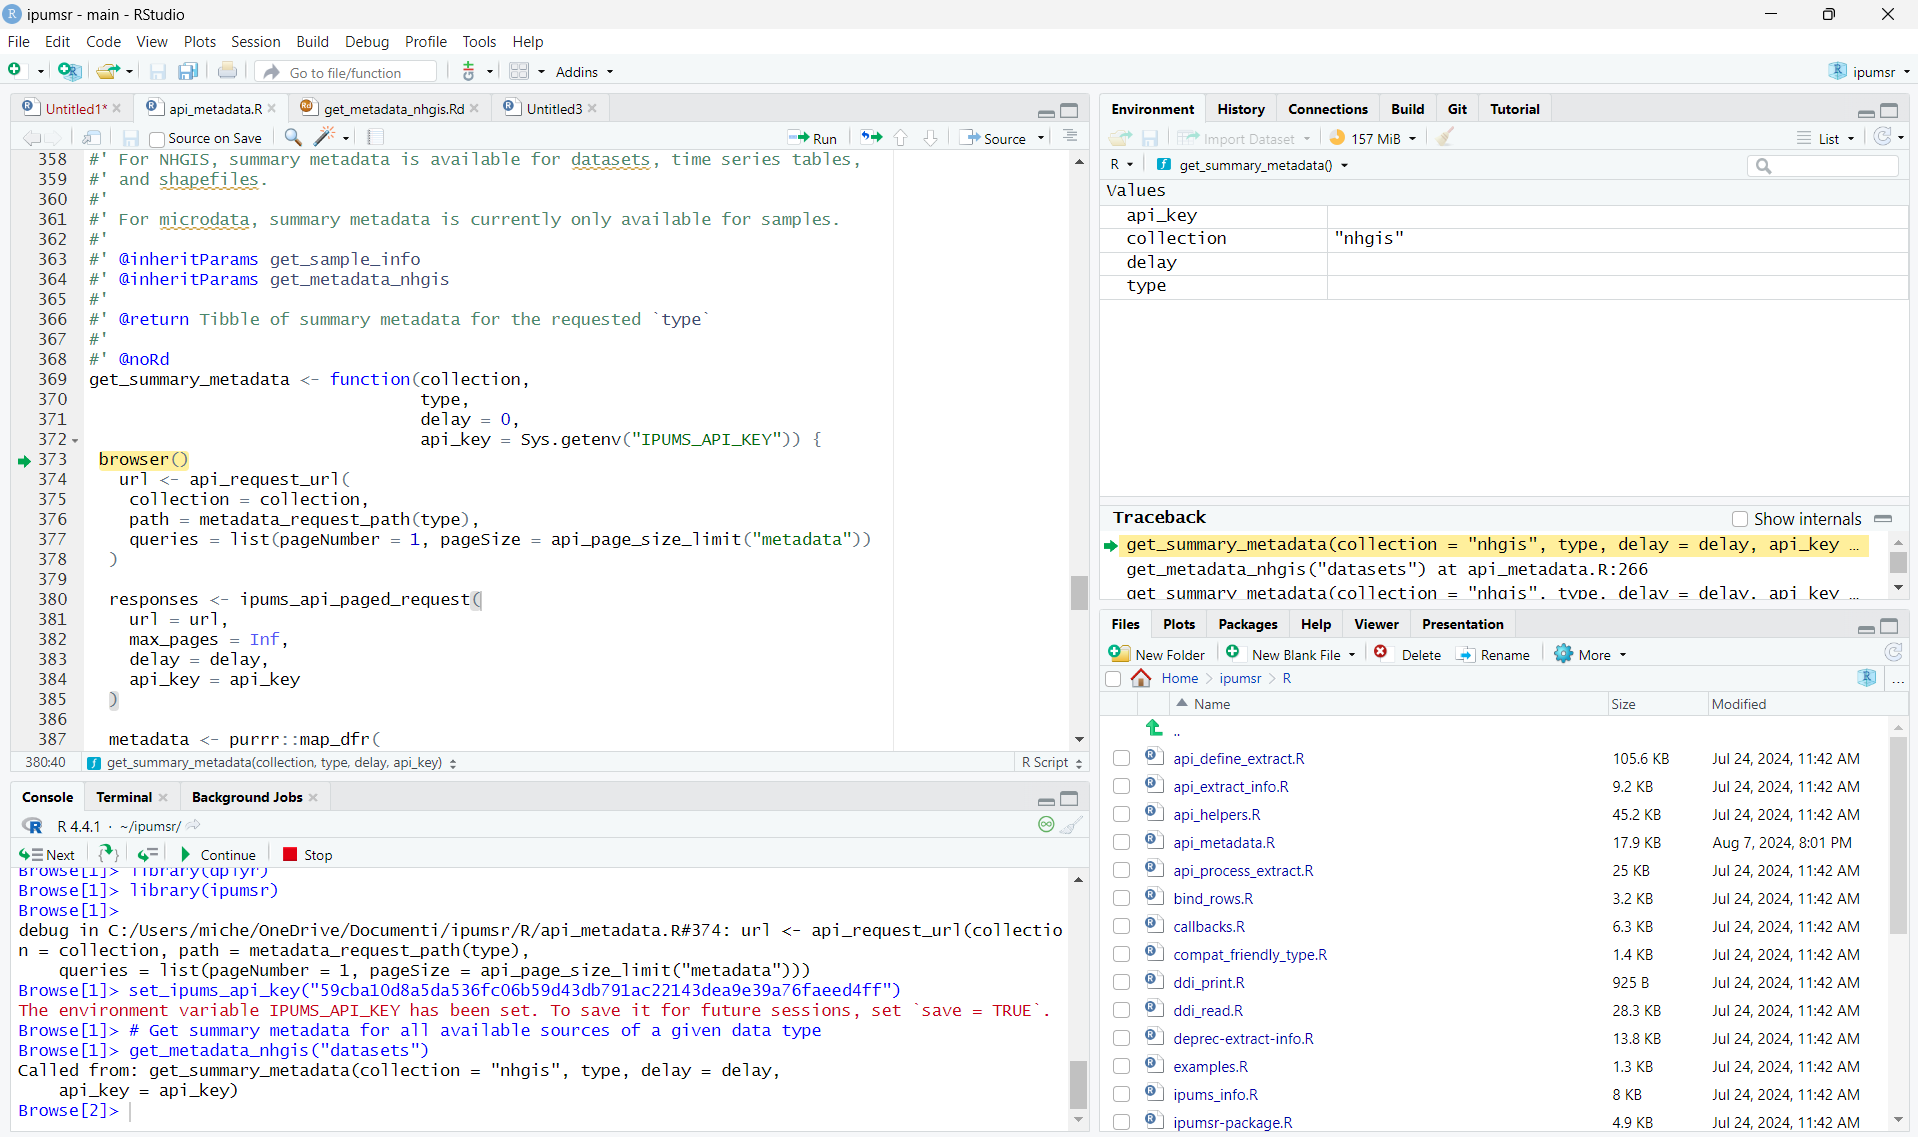 ipumsr - main - RStudio
File Edit Code View Plots Session Build Debug Profile Tools Help
Go to file/function Addins ipumsr
Untitled1* api_metadata.R get_metadata_nhgis.Rd Untitled3
Source on Save Run Source
358 #' For NHGIS, summary metadata is available for datasets, time series tables,
359 #' and shapefiles.
360 #'
361 #' For microdata, summary metadata is currently only available for samples.
362 #'
363 #' @inheritParams get_sample_info
364 #' @inheritParams get_metadata_nhgis
365 #'
366 #' @return Tibble of summary metadata for the requested `type`
367 #'
368 #' @noRd
369 get_summary_metadata <- function(collection,
370 type,
371 delay = 0,
372 api_key = Sys.getenv("IPUMS_API_KEY")) {
373 browser()
374 url <- api_request_url(
375 collection = collection,
376 path = metadata_request_path(type),
377 queries = list(pageNumber = 1, pageSize = api_page_size_limit("metadata"))
378 )
379
380 responses <- ipums_api_paged_request(
381 url = url,
382 max_pages = Inf,
383 delay = delay,
384 api_key = api_key
385 )
386
387 metadata <- purrr::map_dfr(
380:40 get_summary_metadata(collection, type, delay, api_key) R Script
Console Terminal Background Jobs
R 4.4.1 · ~/ipumsr/
Next Continue Stop
Browse[1]> library(dplyr)
Browse[1]> library(ipumsr)
Browse[1]>
debug in C:/Users/miche/OneDrive/Documenti/ipumsr/R/api_metadata.R#374: url <- api_request_url(collectio
n = collection, path = metadata_request_path(type),
queries = list(pageNumber = 1, pageSize = api_page_size_limit("metadata")))
Browse[1]> set_ipums_api_key("59cba10d8a5da536fc06b59d43db791ac22143dea9e39a76faeed4ff")
The environment variable IPUMS_API_KEY has been set. To save it for future sessions, set `save = TRUE`.
Browse[1]> # Get summary metadata for all available sources of a given data type
Browse[1]> get_metadata_nhgis("datasets")
Called from: get_summary_metadata(collection = "nhgis", type, delay = delay,
api_key = api_key)
Browse[2]>
Environment History Connections Build Git Tutorial
Import Dataset 157 MiB List
R get_summary_metadata()
Values
api_key
collection "nhgis"
delay
type
Traceback Show internals
get_summary_metadata(collection = "nhgis", type, delay = delay, api_key …
get_metadata_nhgis("datasets") at api_metadata.R:266
get_summary_metadata(collection = "nhgis", type, delay = delay, api_key …
Files Plots Packages Help Viewer Presentation
New Folder New Blank File Delete Rename More
Home ipumsr R ...
Name Size Modified
..
api_define_extract.R 105.6 KB Jul 24, 2024, 11:42 AM
api_extract_info.R 9.2 KB Jul 24, 2024, 11:42 AM
api_helpers.R 45.2 KB Jul 24, 2024, 11:42 AM
api_metadata.R 17.9 KB Aug 7, 2024, 8:01 PM
api_process_extract.R 25 KB Jul 24, 2024, 11:42 AM
bind_rows.R 3.2 KB Jul 24, 2024, 11:42 AM
callbacks.R 6.3 KB Jul 24, 2024, 11:42 AM
compat_friendly_type.R 1.4 KB Jul 24, 2024, 11:42 AM
ddi_print.R 925 B Jul 24, 2024, 11:42 AM
ddi_read.R 28.3 KB Jul 24, 2024, 11:42 AM
deprec-extract-info.R 13.8 KB Jul 24, 2024, 11:42 AM
examples.R 1.3 KB Jul 24, 2024, 11:42 AM
ipums_info.R 8 KB Jul 24, 2024, 11:42 AM
ipumsr-package.R 4.9 KB Jul 24, 2024, 11:42 AM